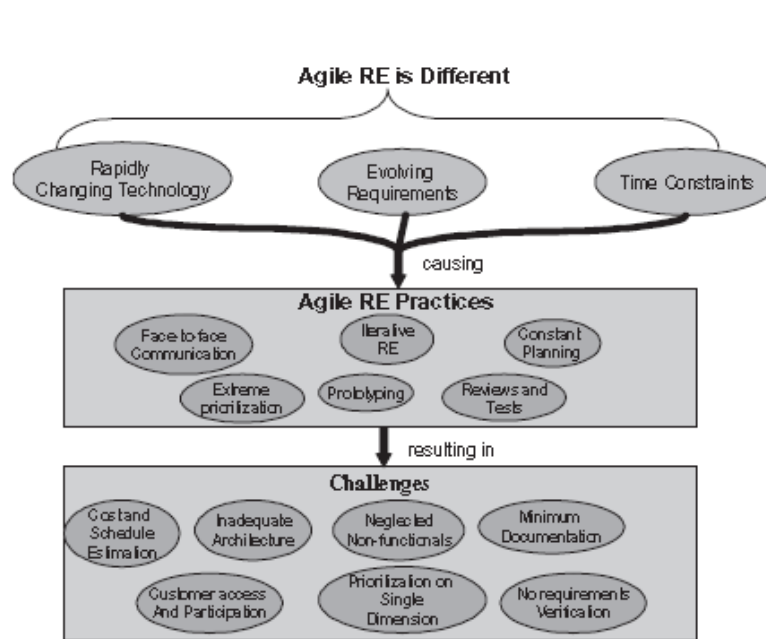 Agile RE is Different
Rapidly
Changing Technology
Evolving
Requirements
Time Constraints
causing
Agile RE Practices
Face-to-face
Communication
Iterative
RE
Constant
Planning
Extreme
prioritization
Prototyping
Reviews and
Tests
resulting in
Challenges
Cost and
Schedule
Estimation
Inadequate
Architecture
Neglected
Non-functionals
Minimum
Documentation
Customer access
And Participation
Prioritization on
Single
Dimension
No requirements
Verification